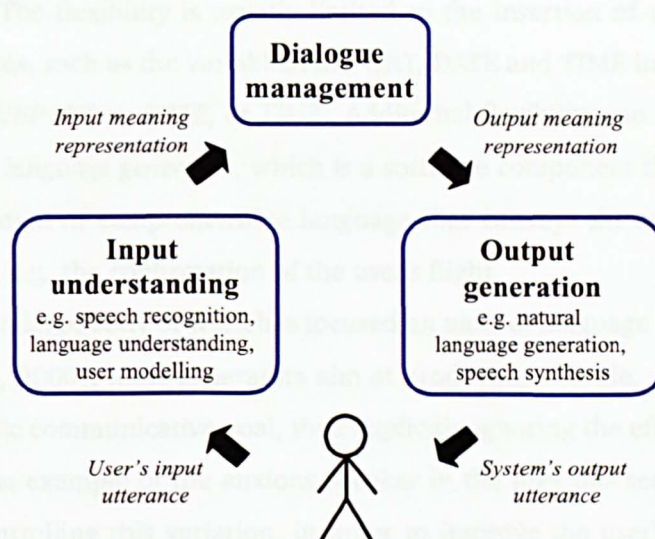 Dialogue
management
Input meaning
representation
Output meaning
representation
Input
understanding
e.g. speech recognition,
language understanding,
user modelling
Output
generation
e.g. natural
language generation,
speech synthesis
User's input
utterance
System's output
utterance